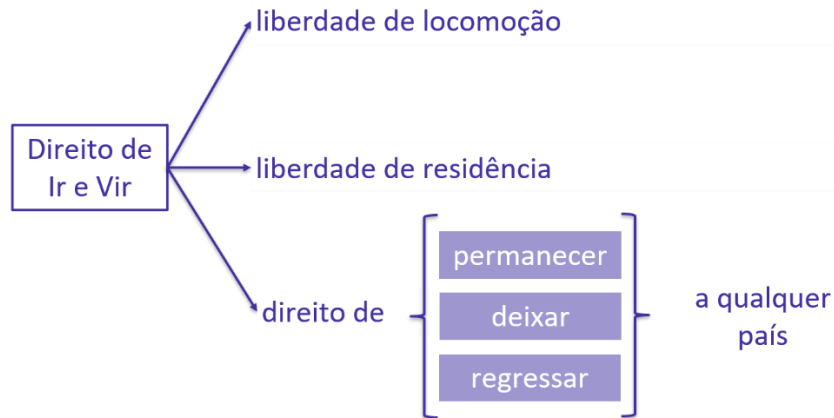 liberdade de locomoção
Direito de
Ir e Vir
liberdade de residência
direito de
permanecer
deixar
regressar
a qualquer
país